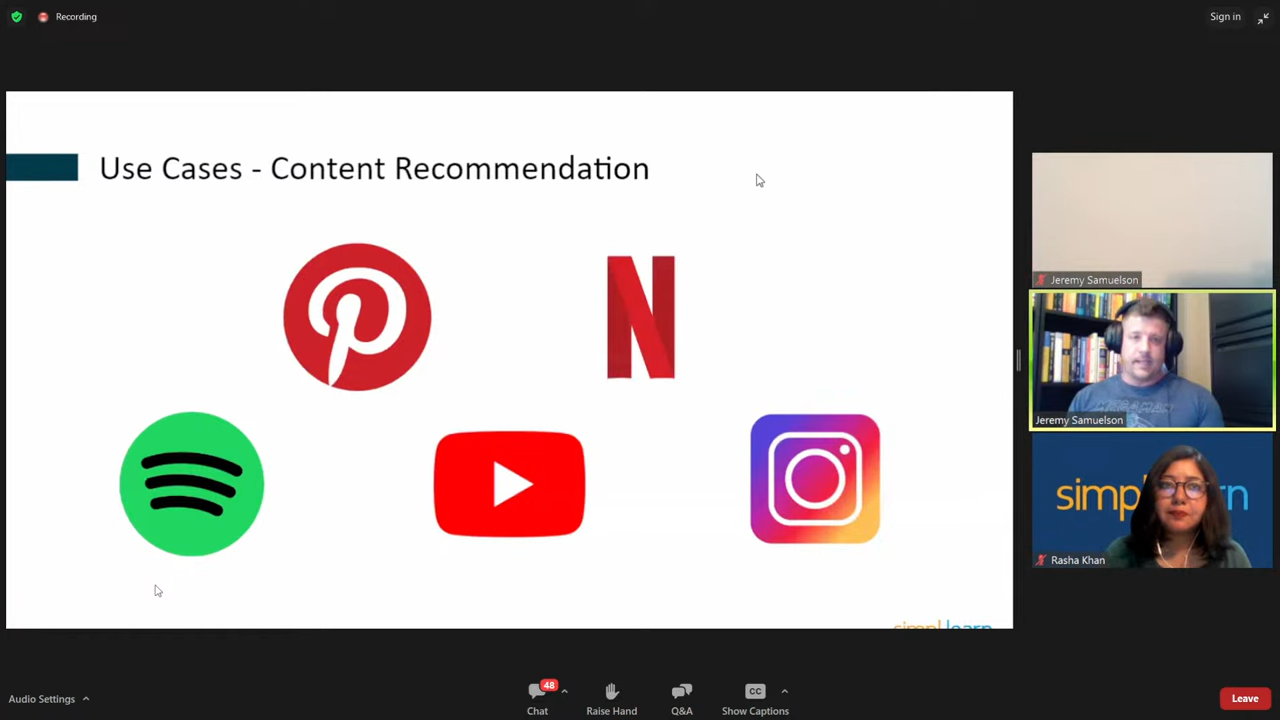 Recording
Sign in
Use Cases - Content Recommendation
Jeremy Samuelson
Jeremy Samuelson
Rasha Khan
Audio Settings
48
Chat
Raise Hand
Q&A
CC
Show Captions
Leave